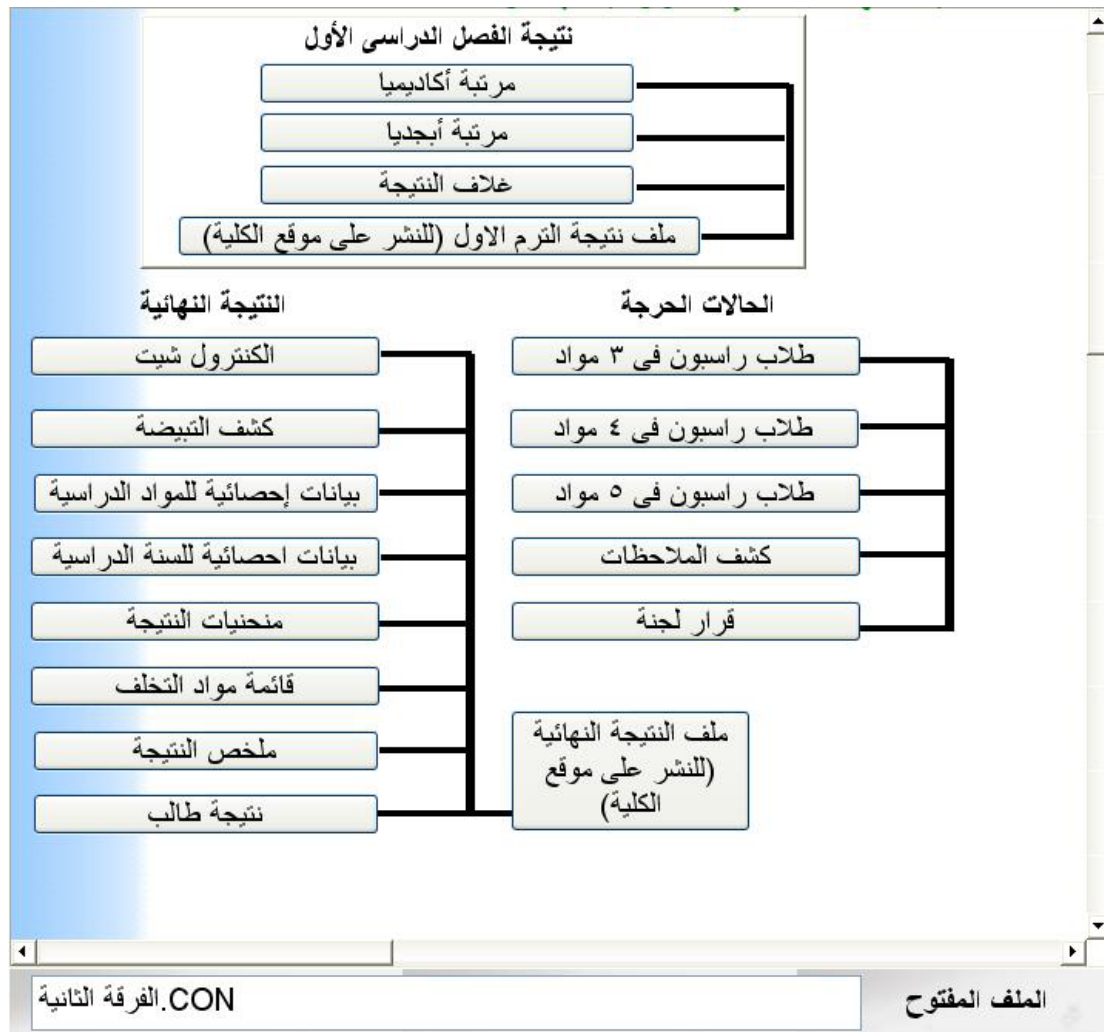 نتيجة الفصل الدراسى الأول
مرتبة أكاديميا
مرتبة أبجديا
غلاف النتيجة
ملف نتيجة الترم الاول (للنشر على موقع الكلية)
الحالات الحرجة
طلاب راسبون فى ٣ مواد
طلاب راسبون فى ٤ مواد
طلاب راسبون فى ٥ مواد
كشف الملاحظات
قرار لجنة
النتيجة النهائية
الكنترول شيت
كشف التبيضة
بيانات إحصائية للمواد الدراسية
بيانات احصائية للسنة الدراسية
منحنيات النتيجة
قائمة مواد التخلف
ملخص النتيجة
نتيجة طالب
ملف النتيجة النهائية
(للنشر على موقع
الكلية)
الملف المفتوح
الفرقة الثانية.CON